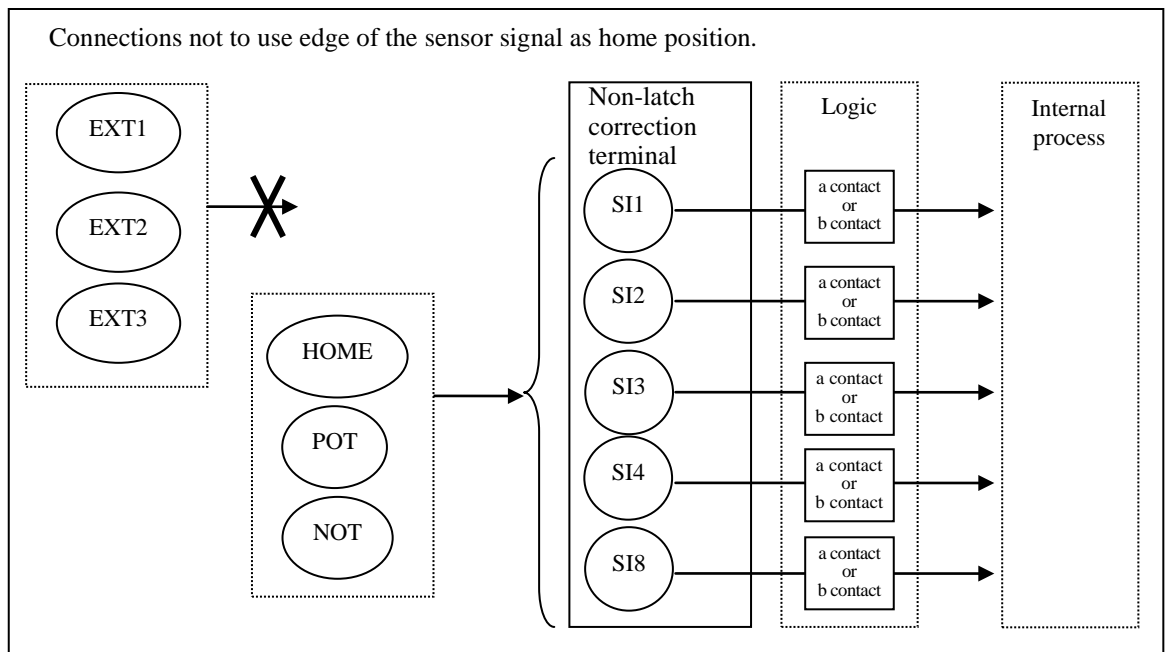 Connections not to use edge of the sensor signal as home position.
EXT1
EXT2
EXT3
HOME
POT
NOT
Non-latch
correction
terminal
SI1
SI2
SI3
SI4
SI8
Logic
a contact
or
b contact
a contact
or
b contact
a contact
or
b contact
a contact
or
b contact
a contact
or
b contact
Internal
process